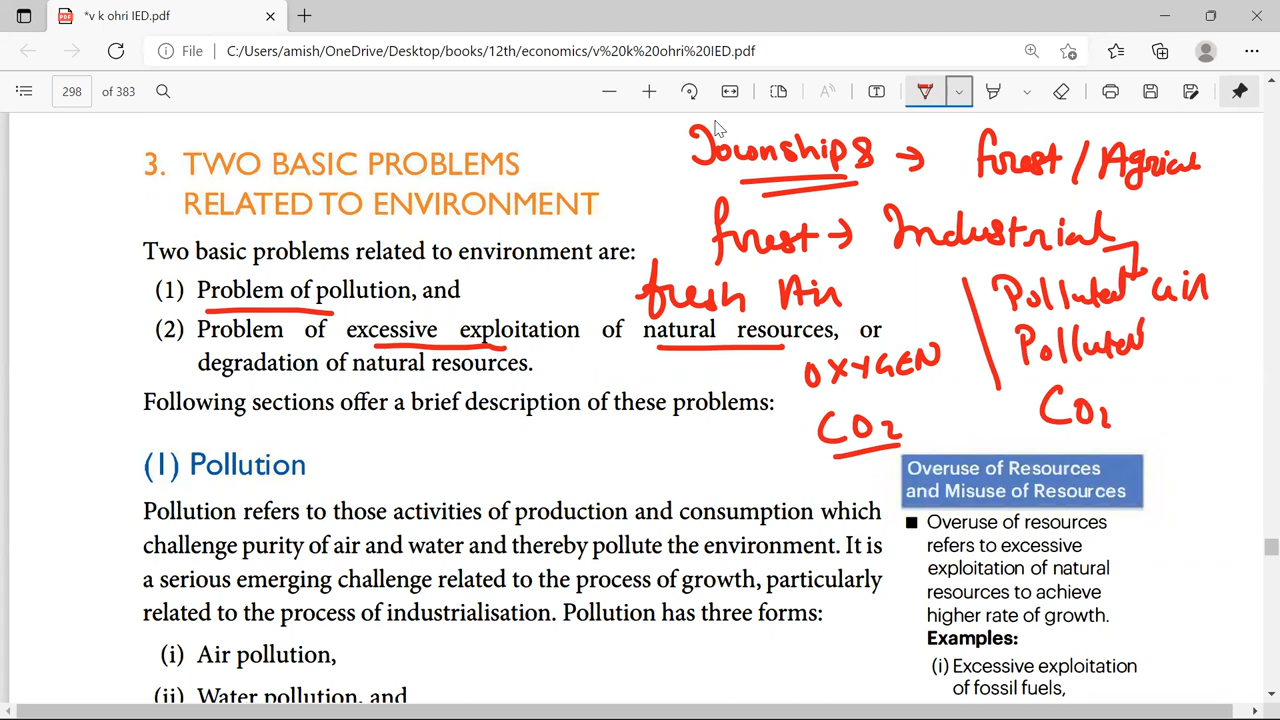 *v k ohri IED.pdf
File C:/Users/amish/OneDrive/Desktop/books/12th/economics/v%20k%20ohri%20IED.pdf
298 of 383
Townships → forest / Agricul
forest → Industrial
fresh Air
Polluted air
OXYGEN
Polluted
CO2
CO2
3. TWO BASIC PROBLEMS
RELATED TO ENVIRONMENT
Two basic problems related to environment are:
(1) Problem of pollution, and
(2) Problem of excessive exploitation of natural resources, or
degradation of natural resources.
Following sections offer a brief description of these problems:
(1) Pollution
Pollution refers to those activities of production and consumption which
challenge purity of air and water and thereby pollute the environment. It is
a serious emerging challenge related to the process of growth, particularly
related to the process of industrialisation. Pollution has three forms:
(i) Air pollution,
(ii) Water pollution, and
Overuse of Resources
and Misuse of Resources
■ Overuse of resources
refers to excessive
exploitation of natural
resources to achieve
higher rate of growth.
Examples:
(i) Excessive exploitation
of fossil fuels,